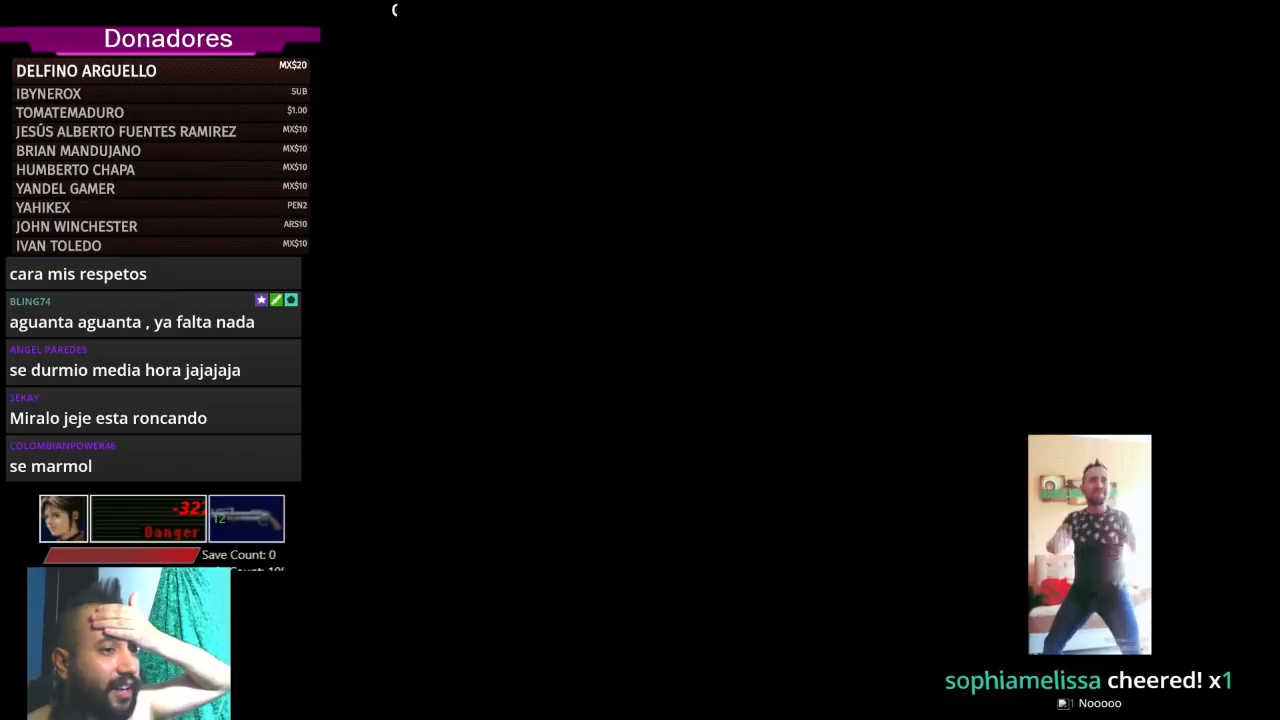 Donadores
DELFINO ARGUELLO MX$20
IBYNEROX SUB
TOMATEMADURO $1.00
JESÚS ALBERTO FUENTES RAMIREZ MX$10
BRIAN MANDUJANO MX$10
HUMBERTO CHAPA MX$10
YANDEL GAMER MX$10
YAHIKEX PEN2
JOHN WINCHESTER ARS10
IVAN TOLEDO MX$10
cara mis respetos
BLING74
aguanta aguanta , ya falta nada
ANGEL PAREDES
se durmio media hora jajajaja
SEKAY
Miralo jeje esta roncando
COLOMBIANPOWER46
se marmol
-327
12
Danger
Save Count: 0
sophiamelissa cheered! x1
1 Nooooo